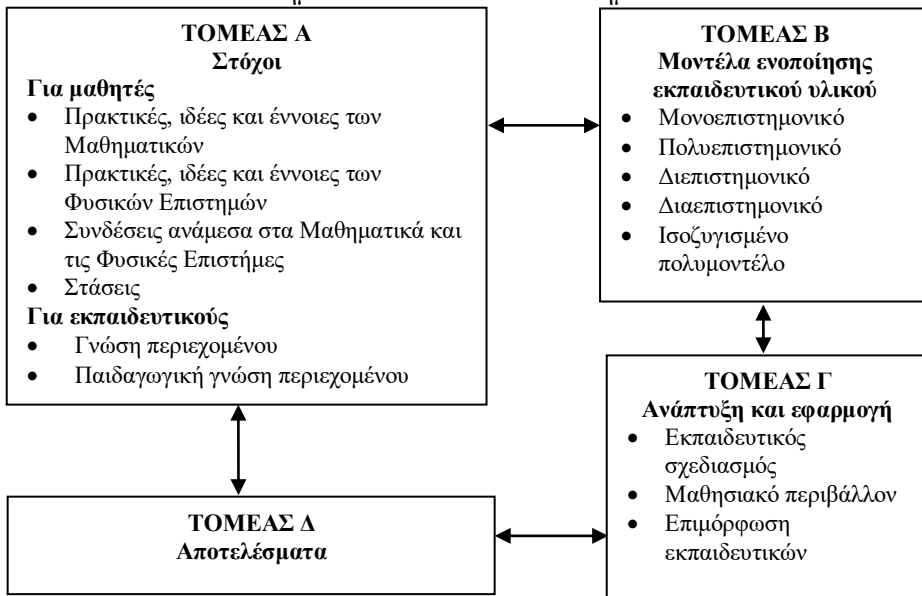 ΤΟΜΕΑΣ Α
Στόχοι
Για μαθητές
• Πρακτικές, ιδέες και έννοιες των
Μαθηματικών
• Πρακτικές, ιδέες και έννοιες των
Φυσικών Επιστημών
• Συνδέσεις ανάμεσα στα Μαθηματικά και
τις Φυσικές Επιστήμες
• Στάσεις
Για εκπαιδευτικούς
• Γνώση περιεχομένου
• Παιδαγωγική γνώση περιεχομένου
ΤΟΜΕΑΣ Β
Μοντέλα ενοποίησης
εκπαιδευτικού υλικού
• Μονοεπιστημονικό
• Πολυεπιστημονικό
• Διεπιστημονικό
• Διαεπιστημονικό
• Ισοζυγισμένο
πολυμοντέλο
ΤΟΜΕΑΣ Γ
Ανάπτυξη και εφαρμογή
• Εκπαιδευτικός
σχεδιασμός
• Μαθησιακό περιβάλλον
• Επιμόρφωση
εκπαιδευτικών
ΤΟΜΕΑΣ Δ
Αποτελέσματα